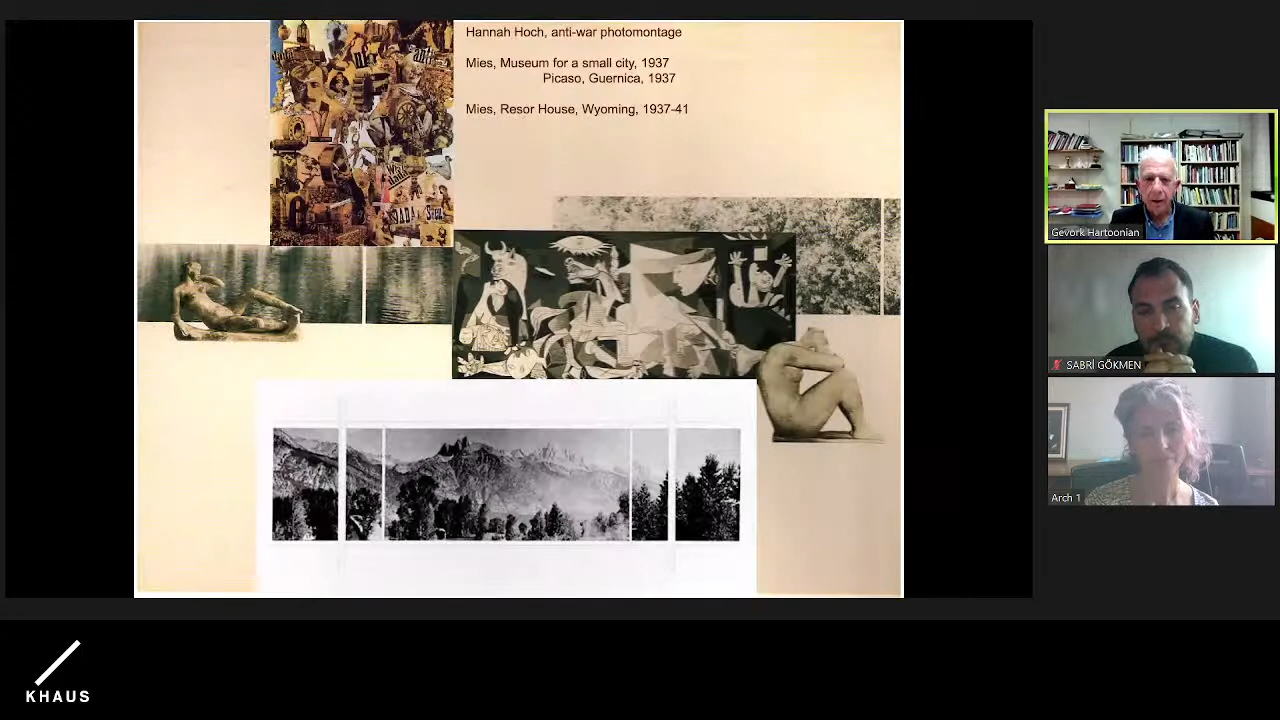 Hannah Hoch, anti-war photomontage
Mies, Museum for a small city, 1937
Picaso, Guernica, 1937
Mies, Resor House, Wyoming, 1937-41
DADA
Gevork Hartoonian
SABRİ GÖKMEN
Arch 1
KHAUS